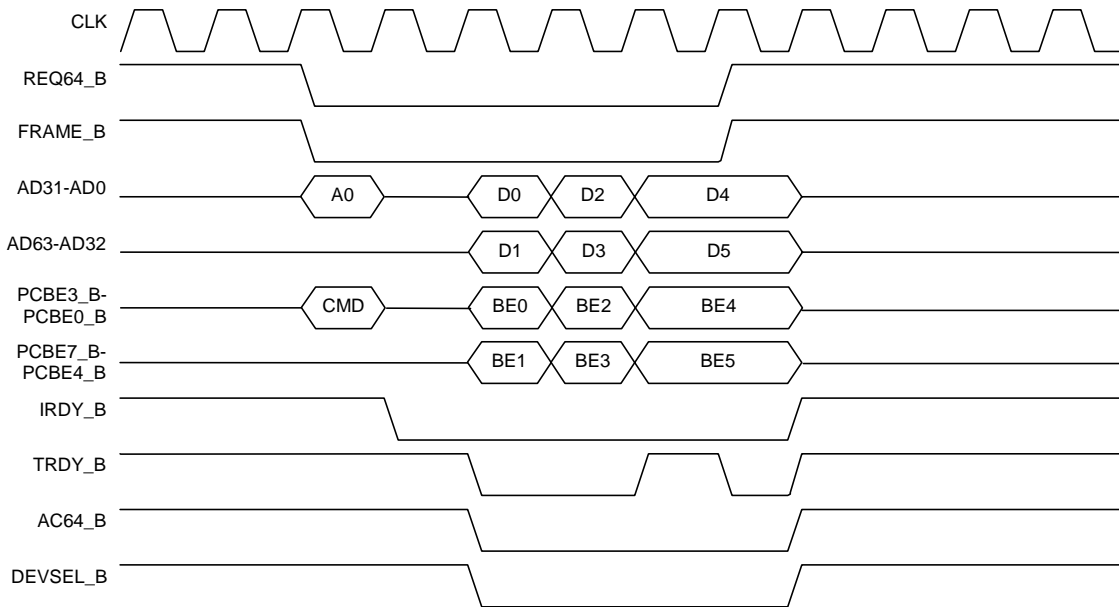 CLK
REQ64_B
FRAME_B
AD31-AD0
A0
D0
D2
D4
AD63-AD32
D1
D3
D5
PCBE3_B-
PCBE0_B
CMD
BE0
BE2
BE4
PCBE7_B-
PCBE4_B
BE1
BE3
BE5
IRDY_B
TRDY_B
AC64_B
DEVSEL_B